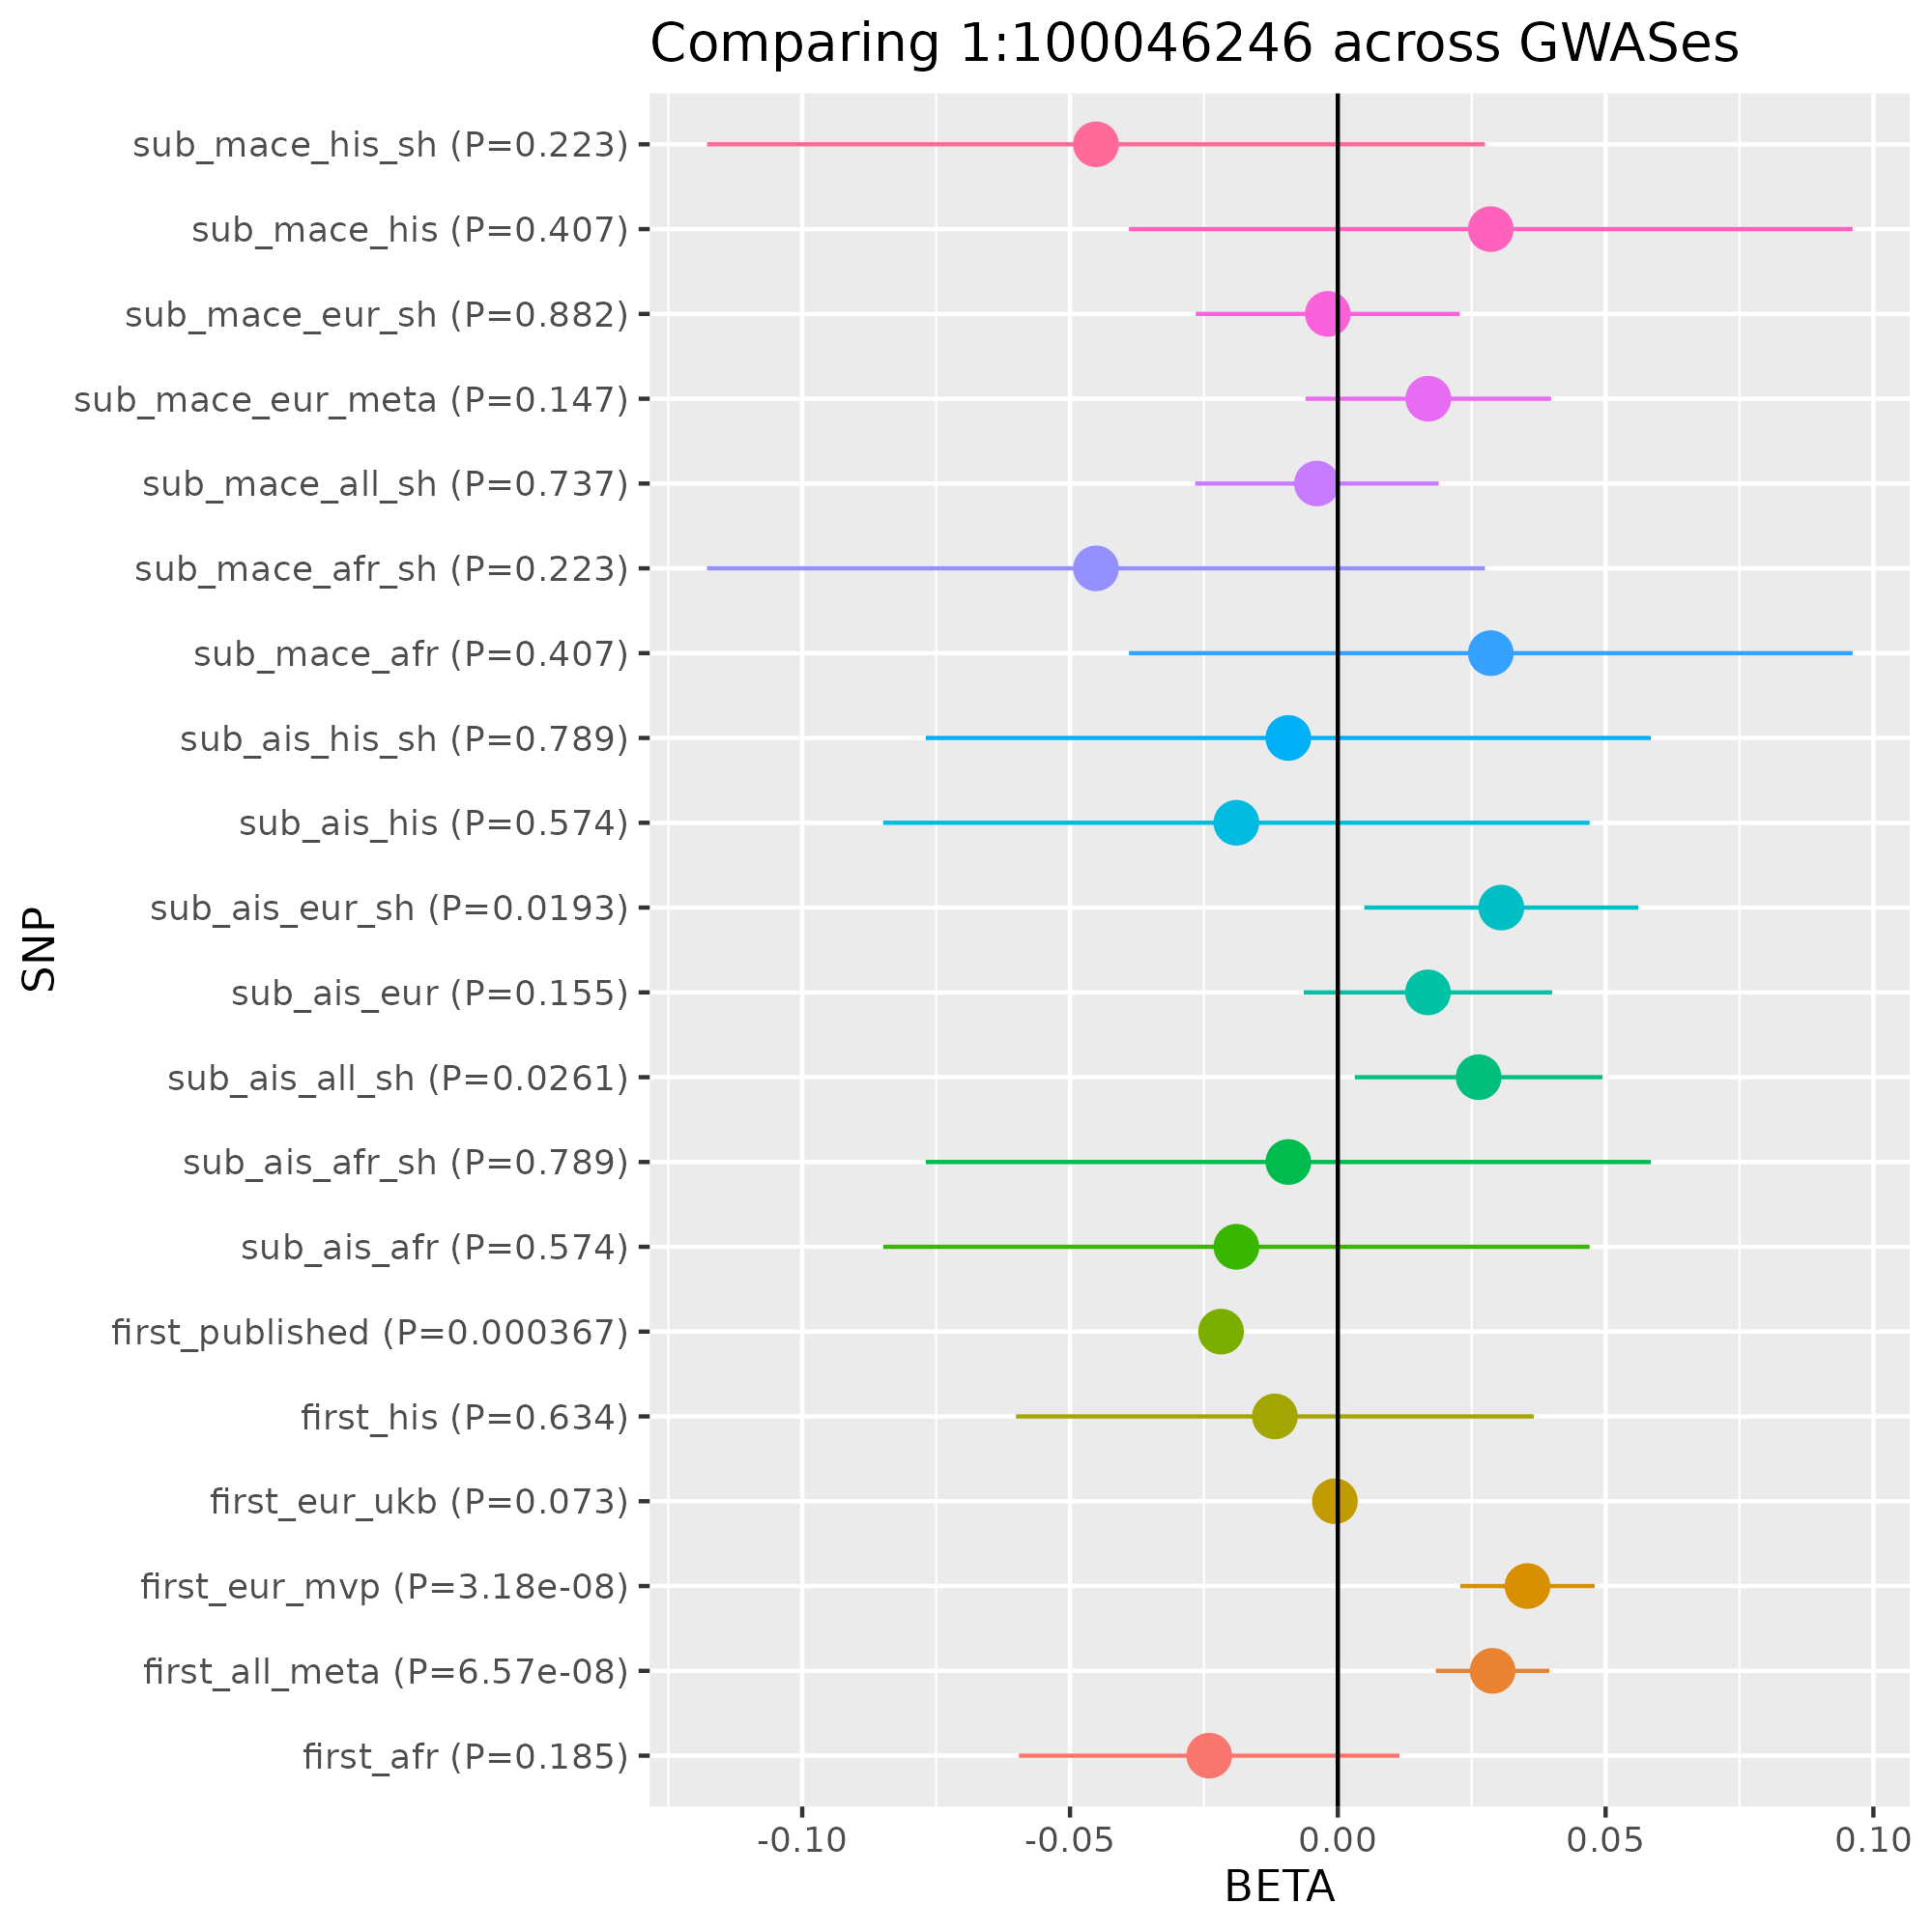 Comparing 1:100046246 across GWASes
sub_mace_his_sh (P=0.223)
sub_mace_his (P=0.407)
sub_mace_eur_sh (P=0.882)
sub_mace_eur_meta (P=0.147)
sub_mace_all_sh (P=0.737)
sub_mace_afr_sh (P=0.223)
sub_mace_afr (P=0.407)
sub_ais_his_sh (P=0.789)
sub_ais_his (P=0.574)
sub_ais_eur_sh (P=0.0193)
sub_ais_eur (P=0.155)
sub_ais_all_sh (P=0.0261)
sub_ais_afr_sh (P=0.789)
sub_ais_afr (P=0.574)
first_published (P=0.000367)
first_his (P=0.634)
first_eur_ukb (P=0.073)
first_eur_mvp (P=3.18e-08)
first_all_meta (P=6.57e-08)
first_afr (P=0.185)
SNP
-0.10 -0.05 0.00 0.05 0.10
BETA